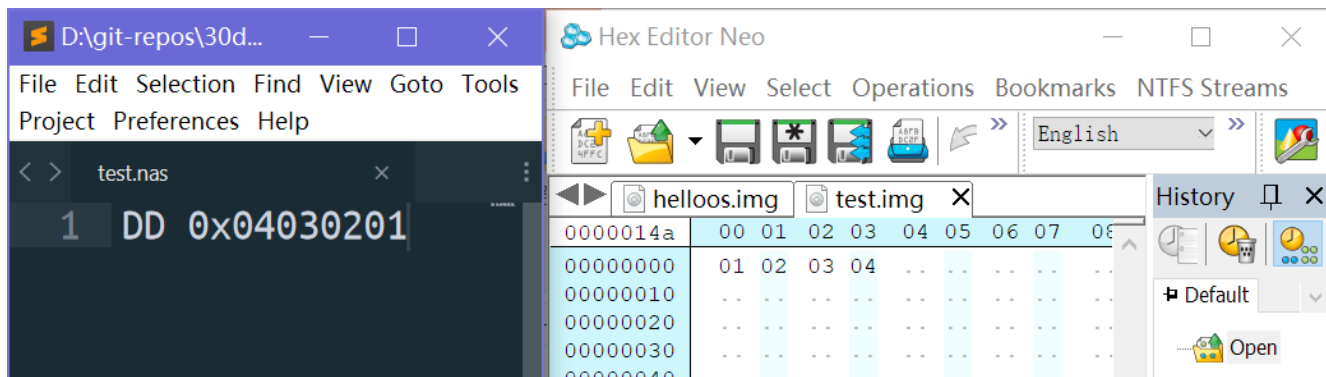 D:\git-repos\30d...
File Edit Selection Find View Goto Tools
Project Preferences Help
test.nas
1 DD 0x04030201
Hex Editor Neo
File Edit View Select Operations Bookmarks NTFS Streams
English
helloos.img test.img
0000014a 00 01 02 03 04 05 06 07 08
00000000 01 02 03 04 .. .. .. .. ..
00000010 .. .. .. .. .. .. .. .. ..
00000020 .. .. .. .. .. .. .. .. ..
00000030 .. .. .. .. .. .. .. .. ..
History
Default
Open